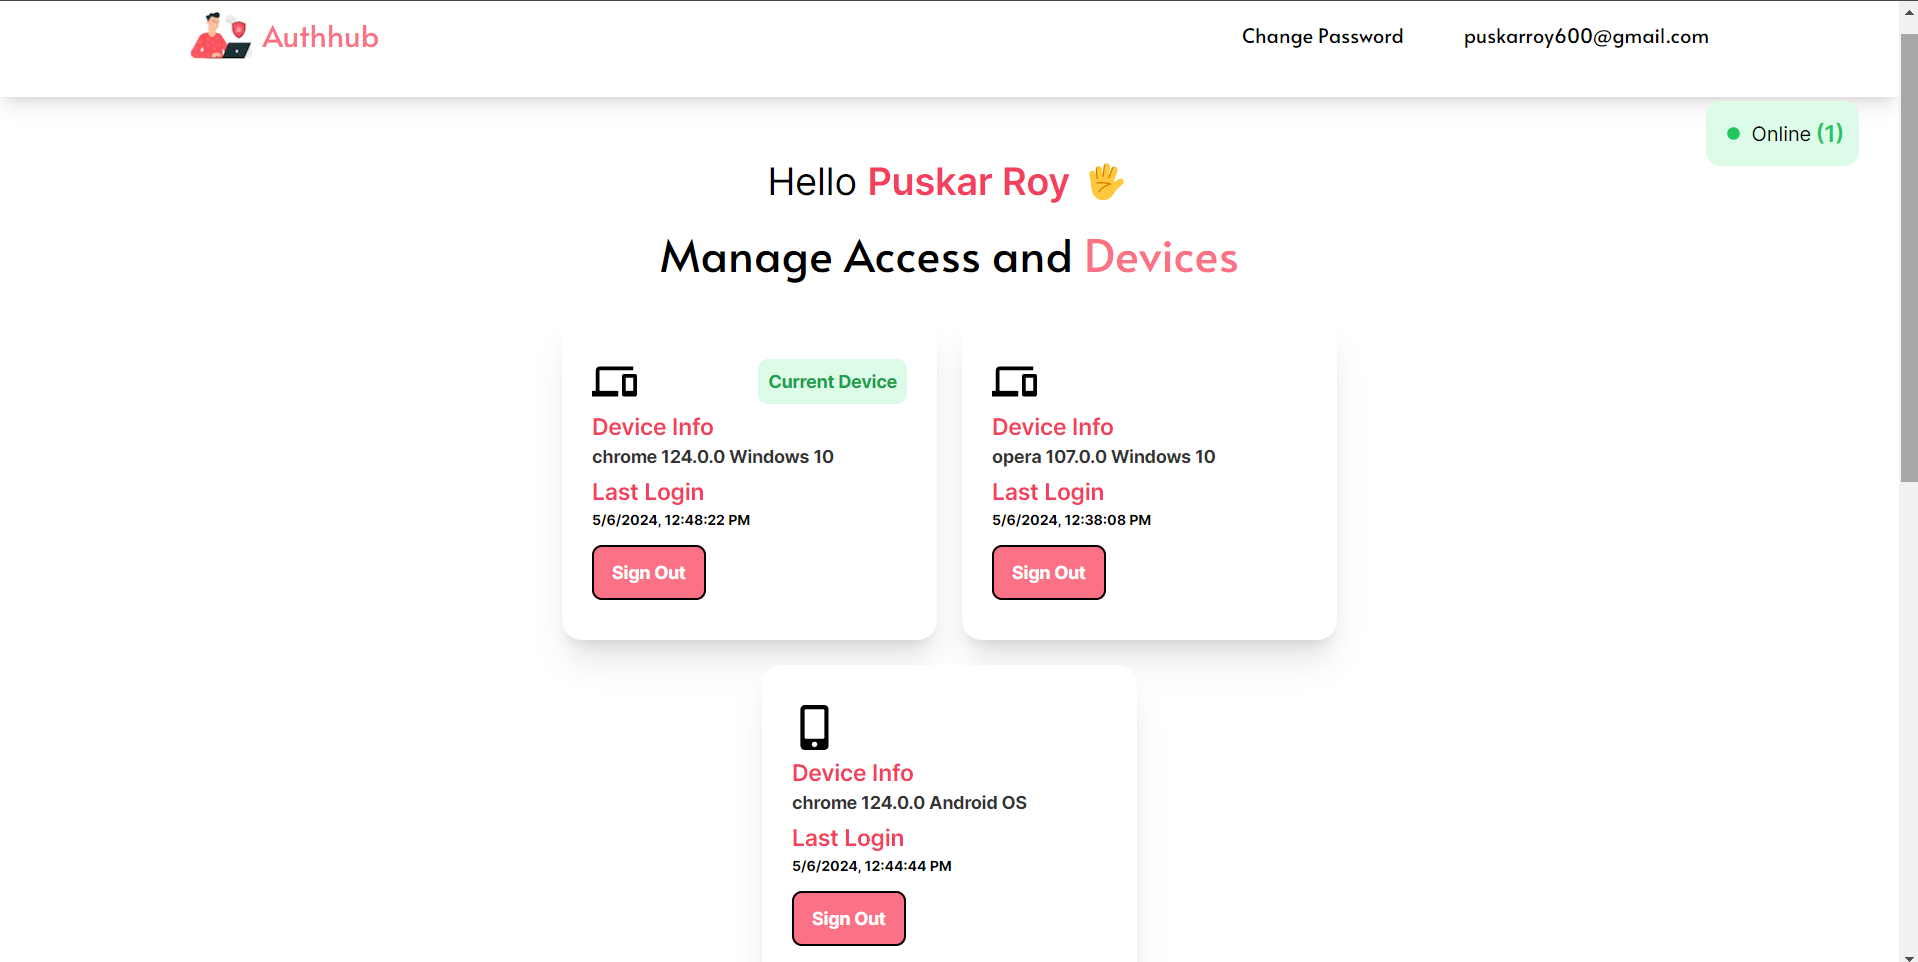 Authhub
Change Password
puskarroy600@gmail.com
Online (1)
Hello Puskar Roy 🖐
Manage Access and Devices
Current Device
Device Info
chrome 124.0.0 Windows 10
Last Login
5/6/2024, 12:48:22 PM
Sign Out
Device Info
opera 107.0.0 Windows 10
Last Login
5/6/2024, 12:38:08 PM
Sign Out
Device Info
chrome 124.0.0 Android OS
Last Login
5/6/2024, 12:44:44 PM
Sign Out